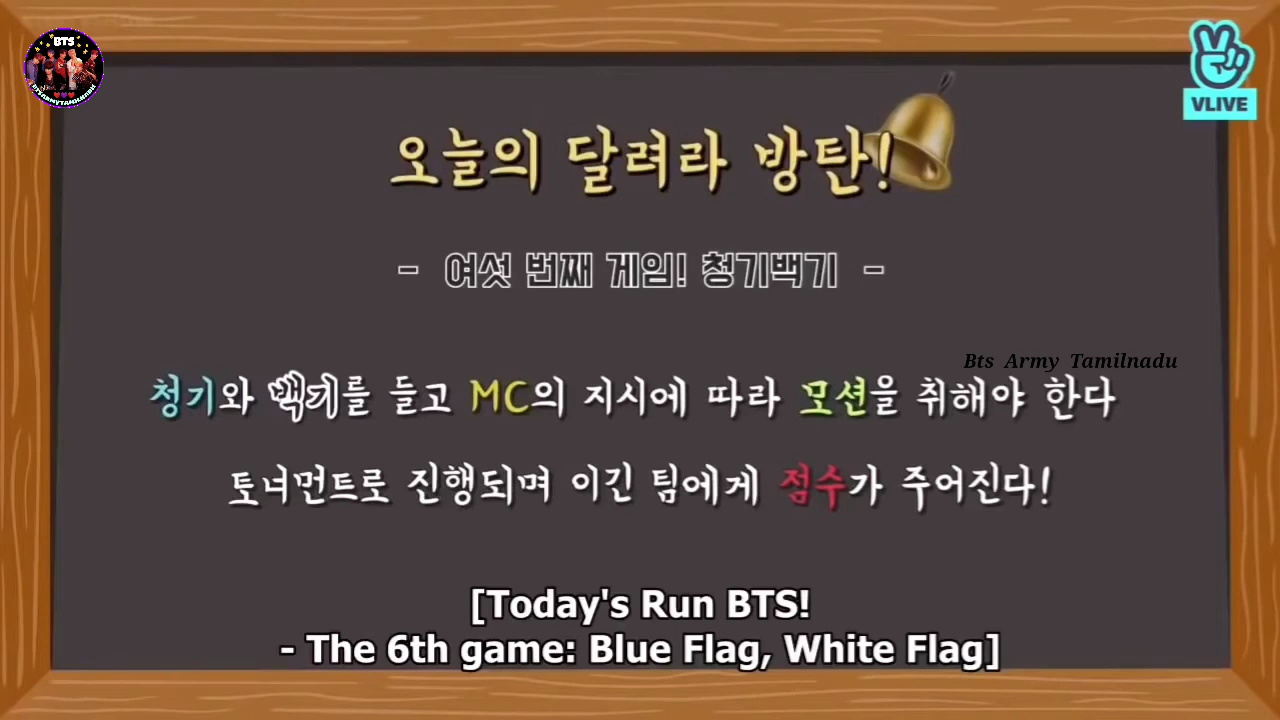 BTS
VLIVE
오늘의 달려라 방탄!
- 여섯 번째 게임! 청기백기 -
Bts Army Tamilnadu
청기와 백기를 들고 MC의 지시에 따라 모션을 취해야 한다
토너먼트로 진행되며 이긴 팀에게 점수가 주어진다!
[Today's Run BTS!
- The 6th game: Blue Flag, White Flag]